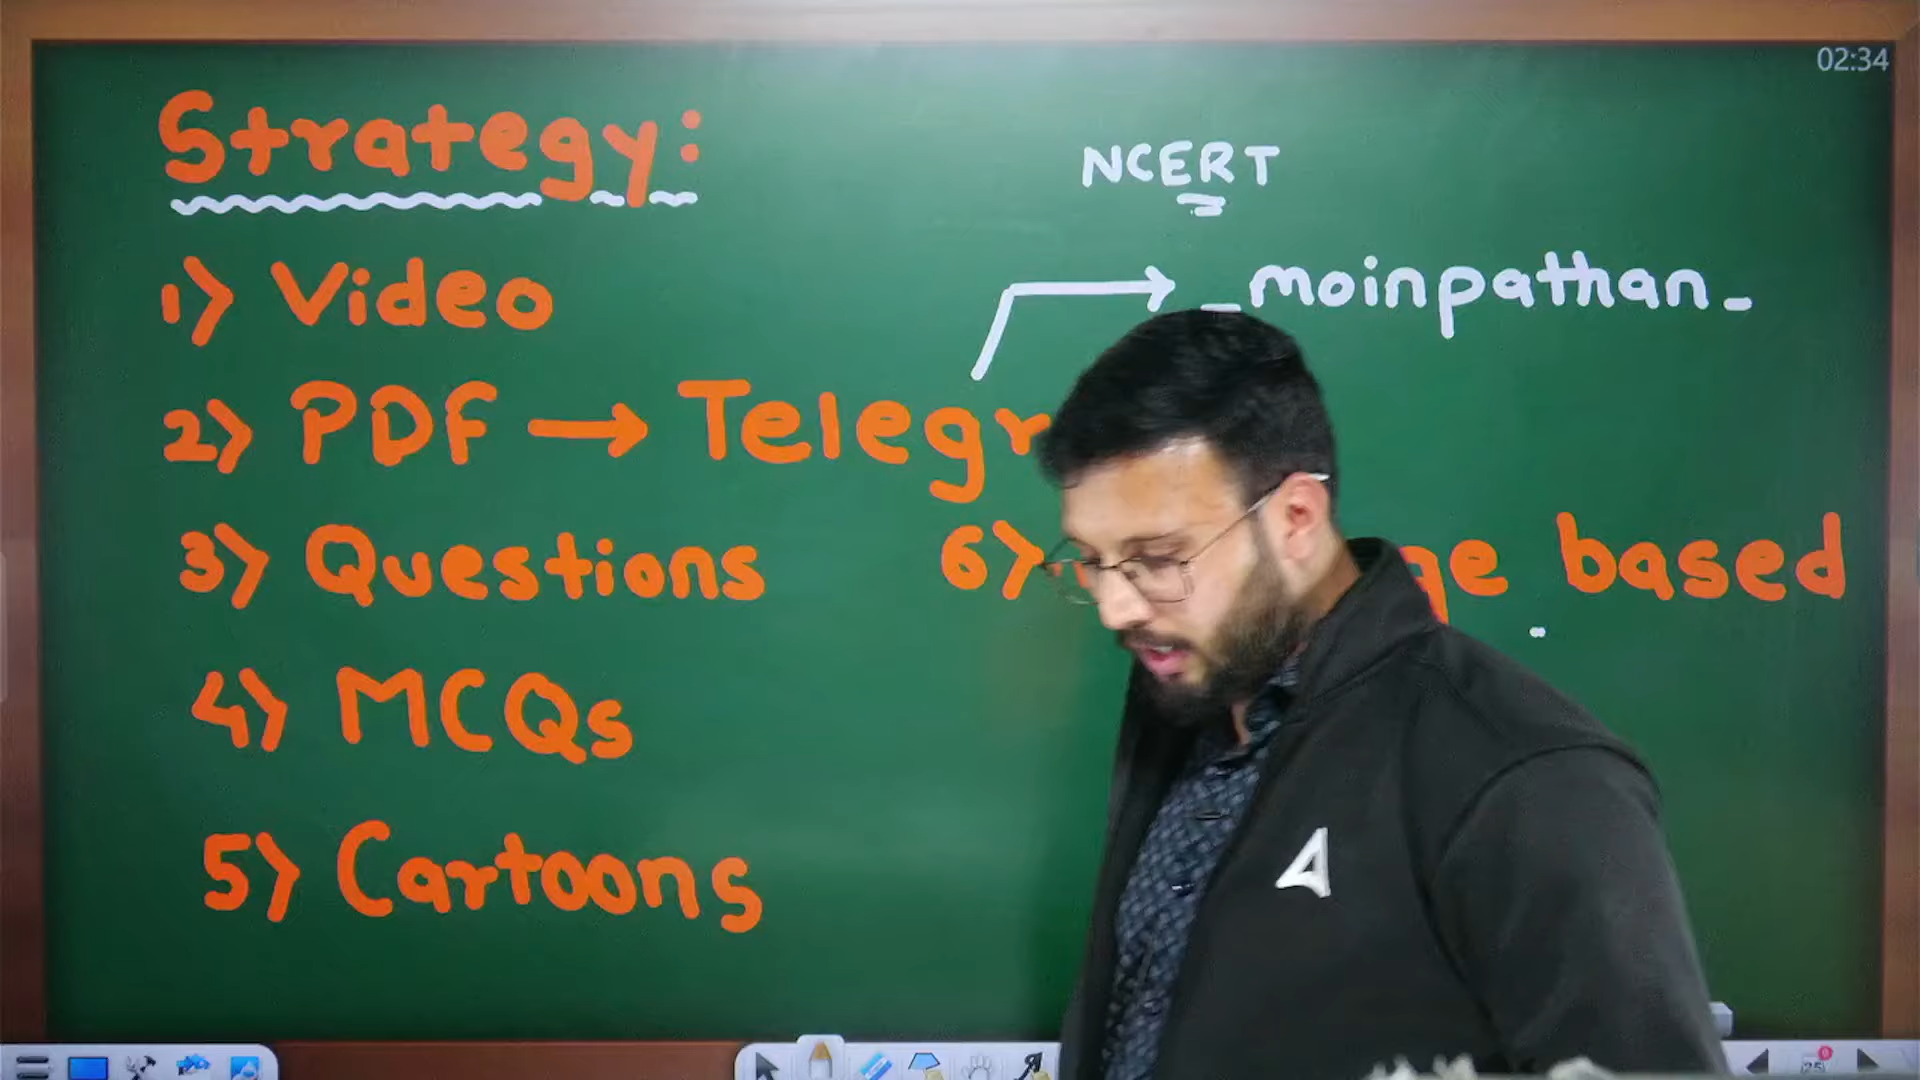 02:34
Strategy:
NCERT
1) Video
_moinpathan_
2) PDF → Telegr
3) Questions
6) ge based
4) MCQs
5) Cartoons